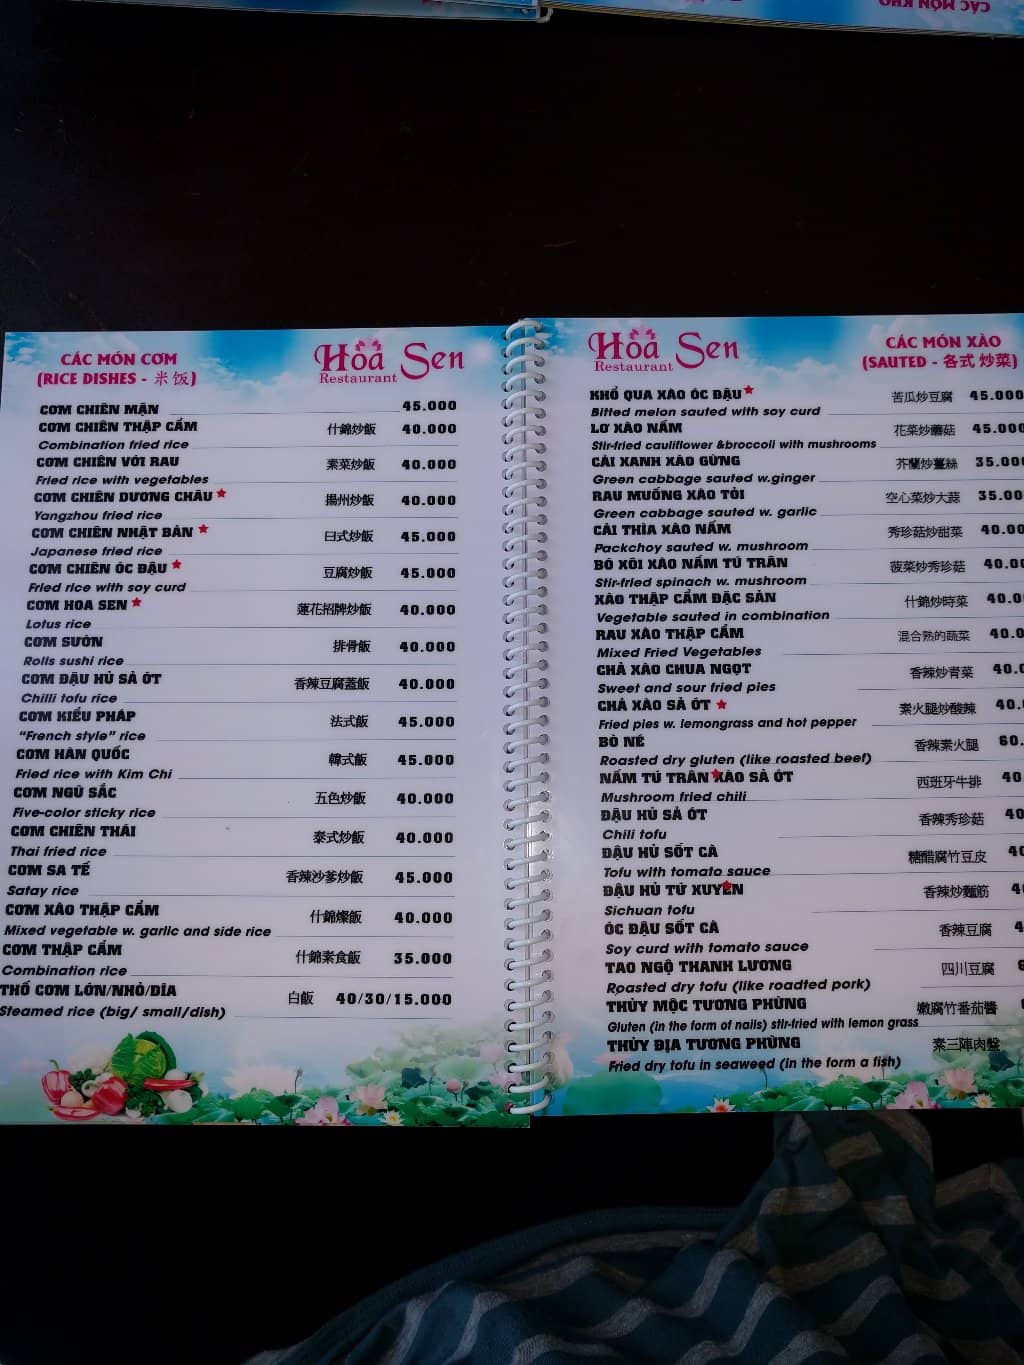 CÁC MÓN KHO
CÁC MÓN CƠM
(RICE DISHES - 米 饭)
Hoa Sen
Restaurant
CƠM CHIÊN MẶN 45.000
CƠM CHIÊN THẬP CẨM 什錦炒飯 40.000
Combination fried rice
CƠM CHIÊN VỚI RAU 素菜炒飯 40.000
Fried rice with vegetables
CƠM CHIÊN DƯƠNG CHÂU 揚州炒飯 40.000
Yangzhou fried rice
CƠM CHIÊN NHẬT BẢN 日式炒飯 45.000
Japanese fried rice
CƠM CHIÊN ÓC ĐẬU 豆腐炒飯 45.000
Fried rice with soy curd
CƠM HOA SEN 蓮花招牌炒飯 40.000
Lotus rice
CƠM SƯỜN 排骨飯 40.000
Rolls sushi rice
CƠM ĐẬU HỦ SẢ ỚT 香辣豆腐蓋飯 40.000
Chilli tofu rice
CƠM KIỂU PHÁP 法式飯 45.000
"French style" rice
CƠM HÀN QUỐC 韓式飯 45.000
Fried rice with Kim Chi
CƠM NGŨ SẮC 五色炒飯 40.000
Five-color sticky rice
CƠM CHIÊN THÁI 泰式炒飯 40.000
Thai fried rice
CƠM SA TẾ 香辣沙爹炒飯 45.000
Satay rice
CƠM XÀO THẬP CẨM 什錦燦飯 40.000
Mixed vegetable w. garlic and side rice
CƠM THẬP CẨM 什錦素食飯 35.000
Combination rice
THỐ CƠM LỚN/NHỎ/DĨA 白飯 40/30/15.000
Steamed rice (big/ small/dish)
Hoa Sen
Restaurant
CÁC MÓN XÀO
(SAUTED - 各式 炒菜)
KHỔ QUA XÀO ÓC ĐẬU 苦瓜炒豆腐 45.000
Bitted melon sauted with soy curd
LƠ XÀO NẤM 花菜炒蘑菇 45.000
Stir-fried cauliflower &broccoli with mushrooms
CẢI XANH XÀO GỪNG 芥蘭炒薑絲 35.000
Green cabbage sauted w.ginger
RAU MUỐNG XÀO TỎI 空心菜炒大蒜 35.000
Green cabbage sauted w. garlic
CẢI THÌA XÀO NẤM 秀珍菇炒甜菜 40.000
Packchoy sauted w. mushroom
BÓ XÔI XÀO NẤM TÚ TRÂN 菠菜炒秀珍菇 40.00
Stir-fried spinach w. mushroom
XÀO THẬP CẨM ĐẶC SẢN 什錦炒時菜 40.0
Vegetable sauted in combination
RAU XÀO THẬP CẨM 混合熟的蔬菜 40.0
Mixed Fried Vegetables
CHẢ XÀO CHUA NGỌT 香辣炒青菜 40.0
Sweet and sour fried pies
CHẢ XÀO SẢ ỚT 素火腿炒酸辣 40.
Fried pies w. lemongrass and hot pepper
BÒ NÉ 香辣素火腿 60.
Roasted dry gluten (like roasted beef)
NẤM TÚ TRÂN XÀO SẢ ỚT 西班牙牛排 40.
Mushroom fried chili
ĐẬU HỦ SẢ ỚT 香辣秀珍菇 40
Chili tofu
ĐẬU HỦ SỐT CÀ 糖醋腐竹豆皮 40
Tofu with tomato sauce
ĐẬU HỦ TỨ XUYÊN 香辣炒麵筋 4
Sichuan tofu
ÓC ĐẬU SỐT CÀ 香辣豆腐 4
Soy curd with tomato sauce
TAO NGỘ THANH LƯƠNG 四川豆腐
Roasted dry tofu (like roadted pork)
THỦY MỘC TƯƠNG PHÙNG 嫩腐竹番茄醬
Gluten (in the form of nails) stir-fried with lemon grass
THỦY ĐỊA TƯƠNG PHÙNG 素三陣肉盤
Fried dry tofu in seaweed (in the form a fish)